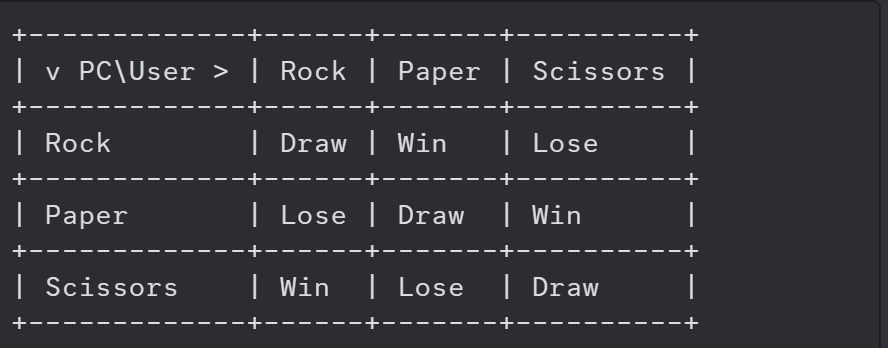 +-------------+------+-------+----------+
| v PC\User > | Rock | Paper | Scissors |
+-------------+------+-------+----------+
| Rock        | Draw | Win   | Lose     |
+-------------+------+-------+----------+
| Paper       | Lose | Draw  | Win      |
+-------------+------+-------+----------+
| Scissors    | Win  | Lose  | Draw     |
+-------------+------+-------+----------+